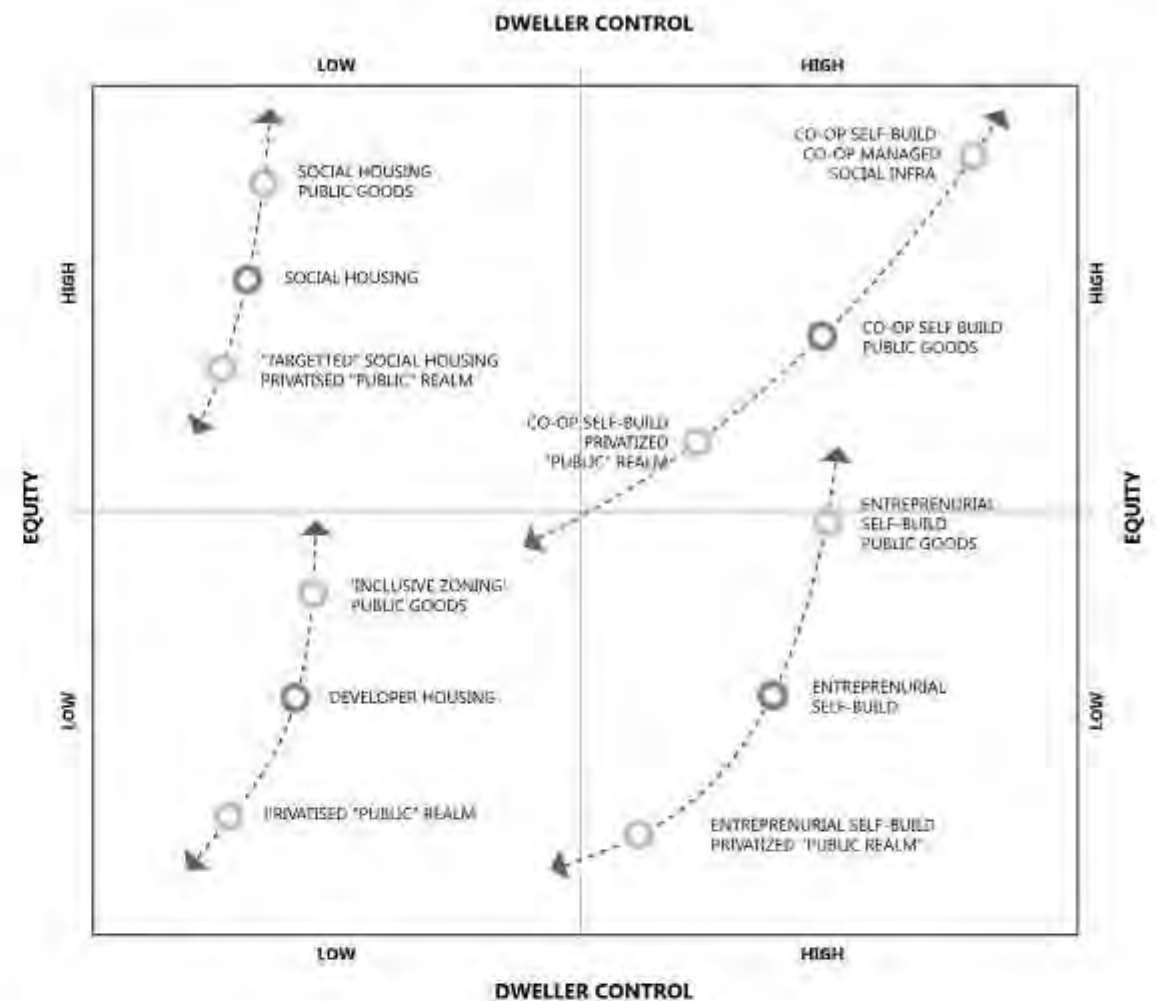 DWELLER CONTROL
LOW
HIGH
CO-OP SELF-BUILD
CO-OP MANAGED
SOCIAL INFRA
SOCIAL HOUSING
PUBLIC GOODS
HIGH
SOCIAL HOUSING
HIGH
CO-OP SELF BUILD
PUBLIC GOODS
"TARGETTED" SOCIAL HOUSING
PRIVATISED "PUBLIC" REALM
CO-OP SELF-BUILD
PRIVATIZED
"PUBLIC" REALM"
EQUITY
EQUITY
ENTREPRENURIAL
SELF-BUILD
PUBLIC GOODS
'INCLUSIVE ZONING'
PUBLIC GOODS
LOW
DEVELOPER HOUSING
ENTREPRENURIAL
SELF-BUILD
LOW
PRIVATISED "PUBLIC" REALM
ENTREPRENURIAL SELF-BUILD
PRIVATIZED "PUBLIC REALM"
LOW
HIGH
DWELLER CONTROL